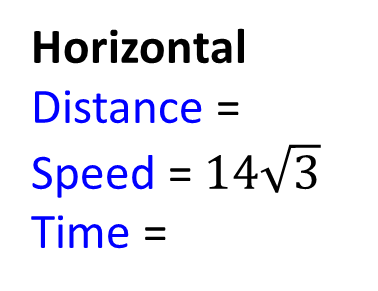 Horizontal
Distance =
Speed = 14√3
Time =